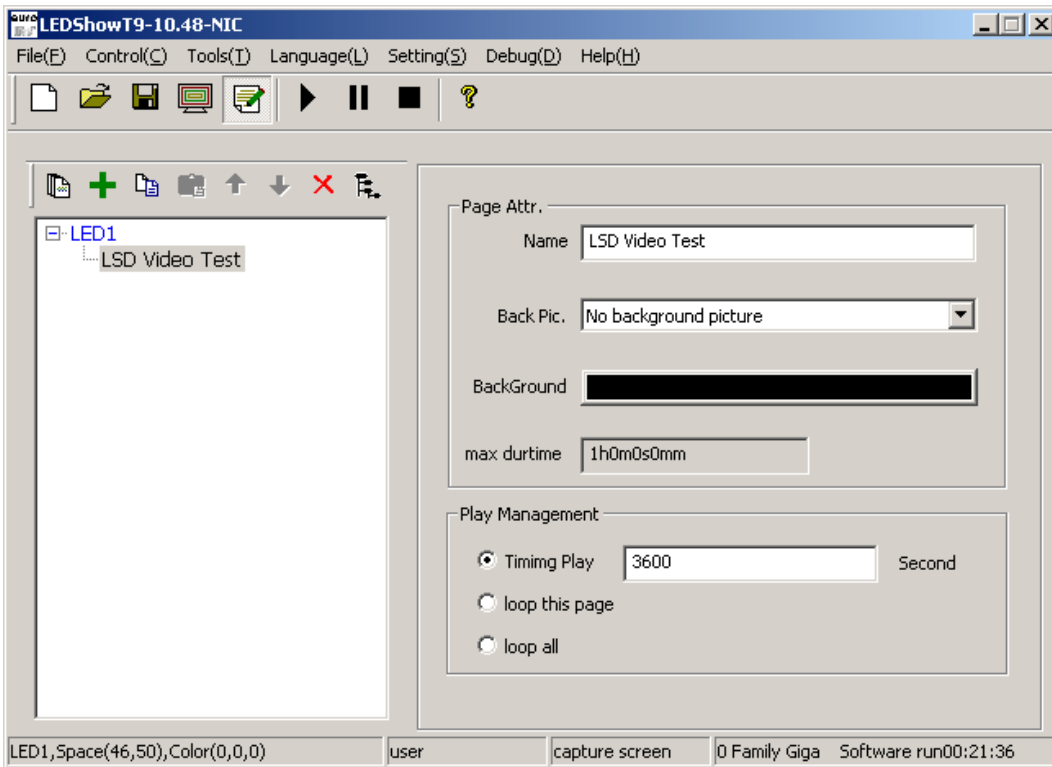 LEDShowT9-10.48-NIC
File(F) Control(C) Tools(T) Language(L) Setting(S) Debug(D) Help(H)
LED1
LSD Video Test
Page Attr.
Name LSD Video Test
Back Pic. No background picture
BackGround
max durtime 1h0m0s0mm
Play Management
Timimg Play 3600 Second
loop this page
loop all
LED1,Space(46,50),Color(0,0,0) user capture screen 0 Family Giga Software run00:21:36